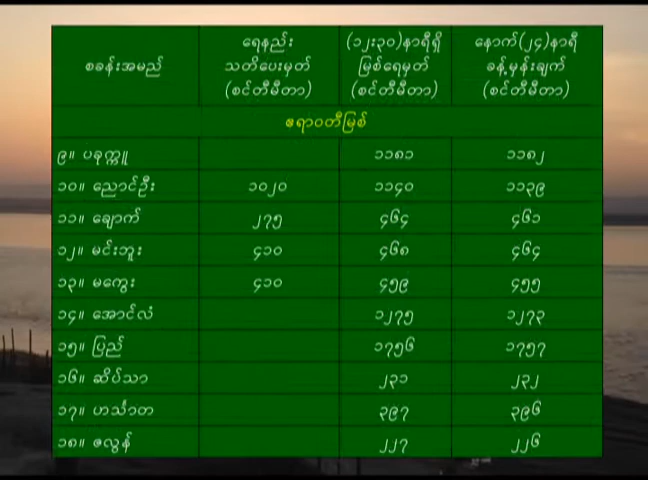 စခန်းအမည်
ရေနည်း
သတိပေးမှတ်
(စင်တီမီတာ)
(၁၂း၃၀)နာရီရှိ
မြစ်ရေမှတ်
(စင်တီမီတာ)
နောက်(၂၄)နာရီ
ခန့်မှန်းချက်
(စင်တီမီတာ)
ဧရာဝတီမြစ်
၉။ ပခုက္ကူ ၁၁၈၁ ၁၁၈၂
၁၀။ ညောင်ဦး ၁၀၂၀ ၁၁၄၀ ၁၁၃၉
၁၁။ ချောက် ၂၇၅ ၄၆၄ ၄၆၁
၁၂။ မင်းဘူး ၄၁၀ ၄၆၈ ၄၆၄
၁၃။ မကွေး ၄၁၀ ၄၅၉ ၄၅၅
၁၄။ အောင်လံ ၁၂၇၅ ၁၂၇၃
၁၅။ ပြည် ၁၇၅၆ ၁၇၅၇
၁၆။ ဆိပ်သာ ၂၃၁ ၂၃၂
၁၇။ ဟင်္သာတ ၃၉၇ ၃၉၆
၁၈။ ဇလွန် ၂၂၇ ၂၂၆